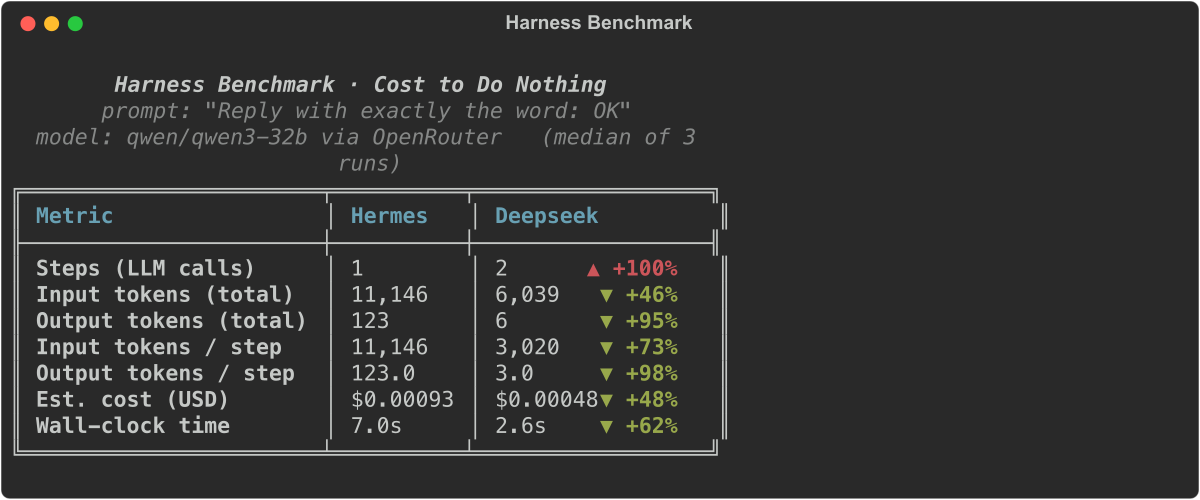 Harness Benchmark
Harness Benchmark · Cost to Do Nothing
prompt: "Reply with exactly the word: OK"
model: qwen/qwen3-32b via OpenRouter (median of 3
runs)
Metric Hermes Deepseek
Steps (LLM calls) 1 2 ▲ +100%
Input tokens (total) 11,146 6,039 ▼ +46%
Output tokens (total) 123 6 ▼ +95%
Input tokens / step 11,146 3,020 ▼ +73%
Output tokens / step 123.0 3.0 ▼ +98%
Est. cost (USD) $0.00093 $0.00048▼ +48%
Wall-clock time 7.0s 2.6s ▼ +62%